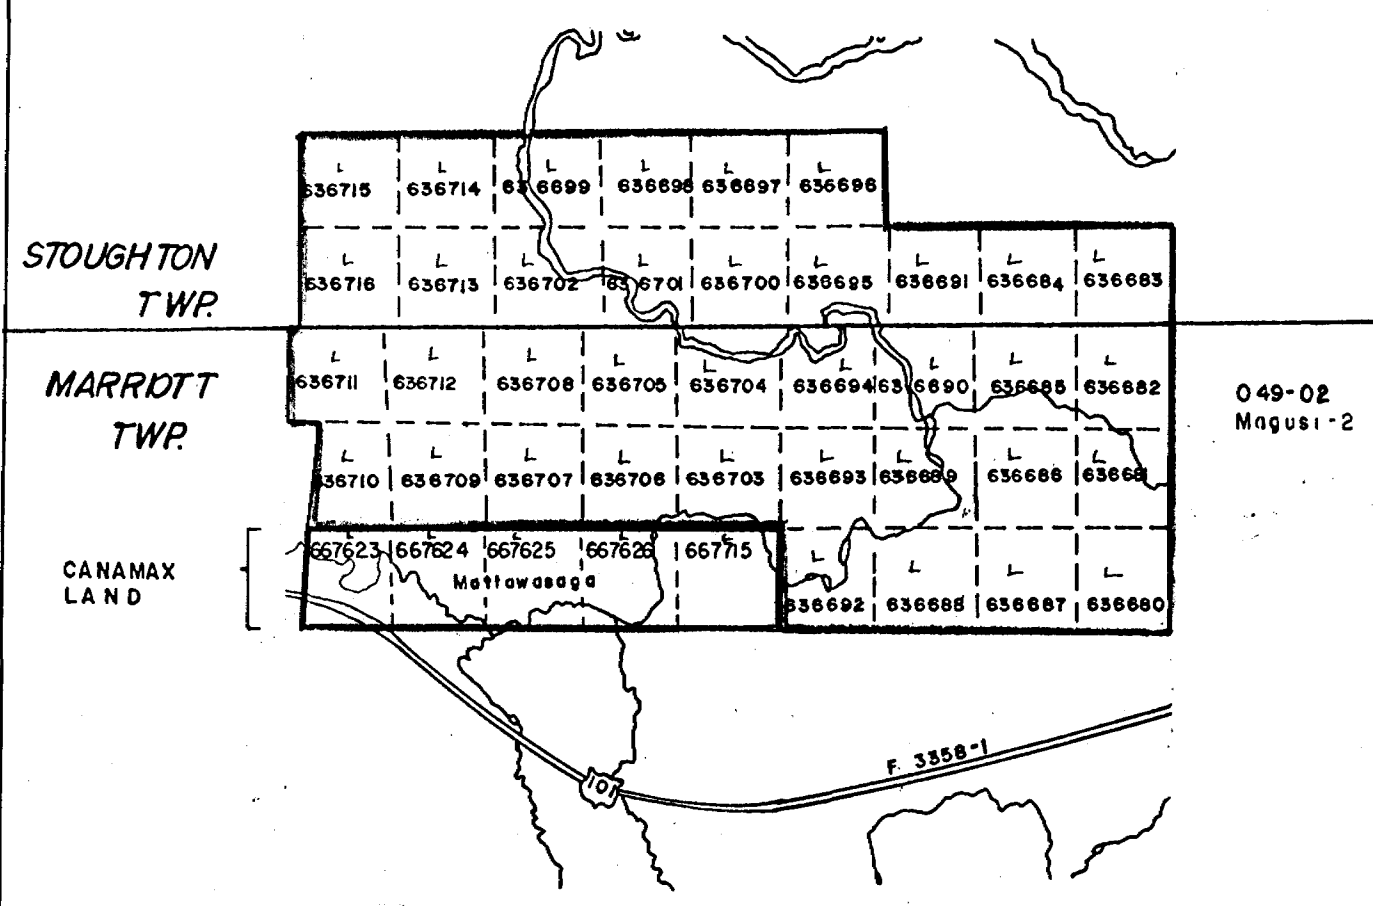 L L L L L L
636715 636714 636699 636698 636697 636696
STOUGHTON
TWP.
L L L L L L L L L
636716 636713 636702 636701 636700 636695 636691 636684 636683
MARRIOTT
TWP.
L L L L L L L L L
636711 636712 636708 636705 636704 636694 636690 636685 636682
049-02
Magusi-2
L L L L L L L L L
636710 636709 636707 636706 636703 636693 636689 636686 636681
CANAMAX
LAND
L L L L L
667623 667624 667625 667626 667715
Mattawasaga
L L L L
636692 636688 636687 636680
F. 3358-1
101